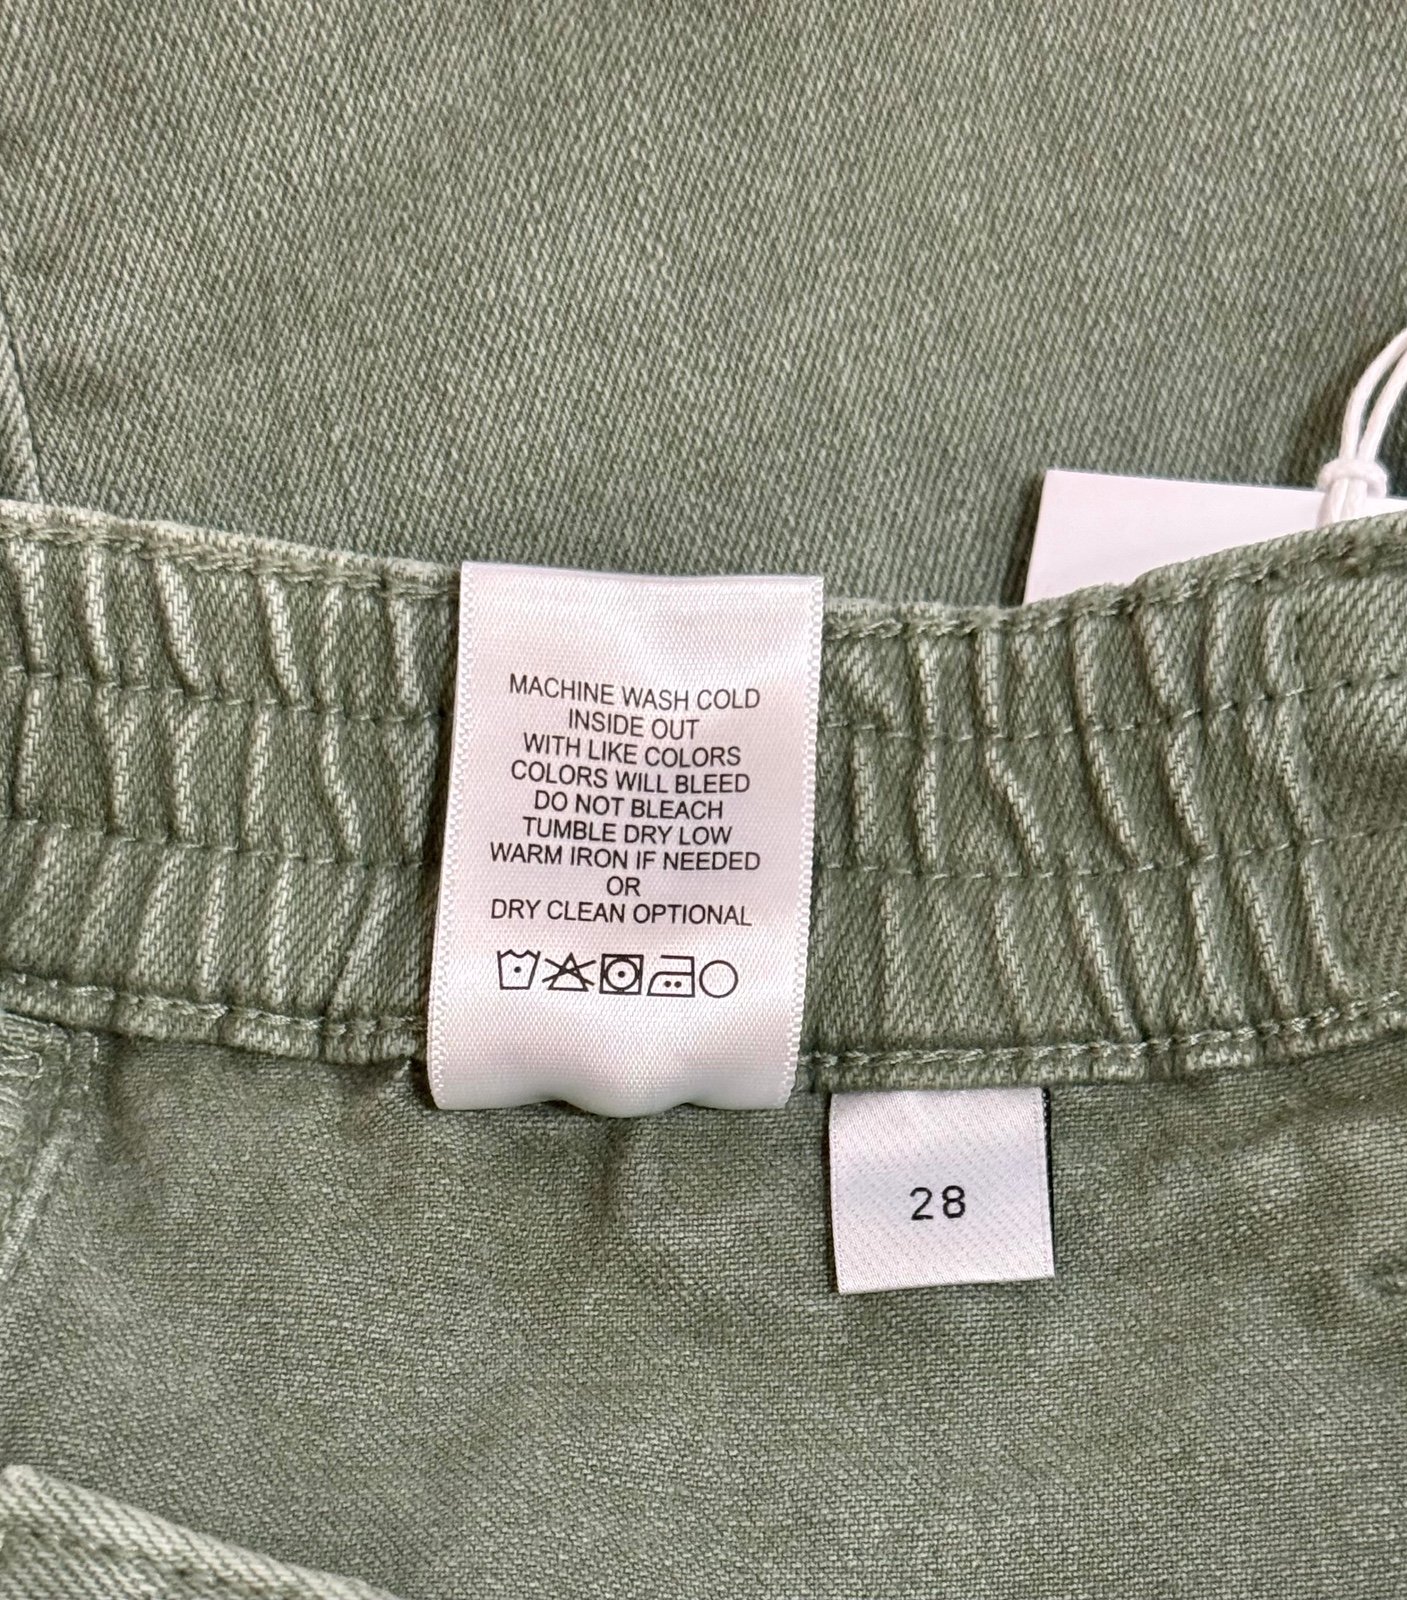 MACHINE WASH COLD
INSIDE OUT
WITH LIKE COLORS
COLORS WILL BLEED
DO NOT BLEACH
TUMBLE DRY LOW
WARM IRON IF NEEDED
OR
DRY CLEAN OPTIONAL
28